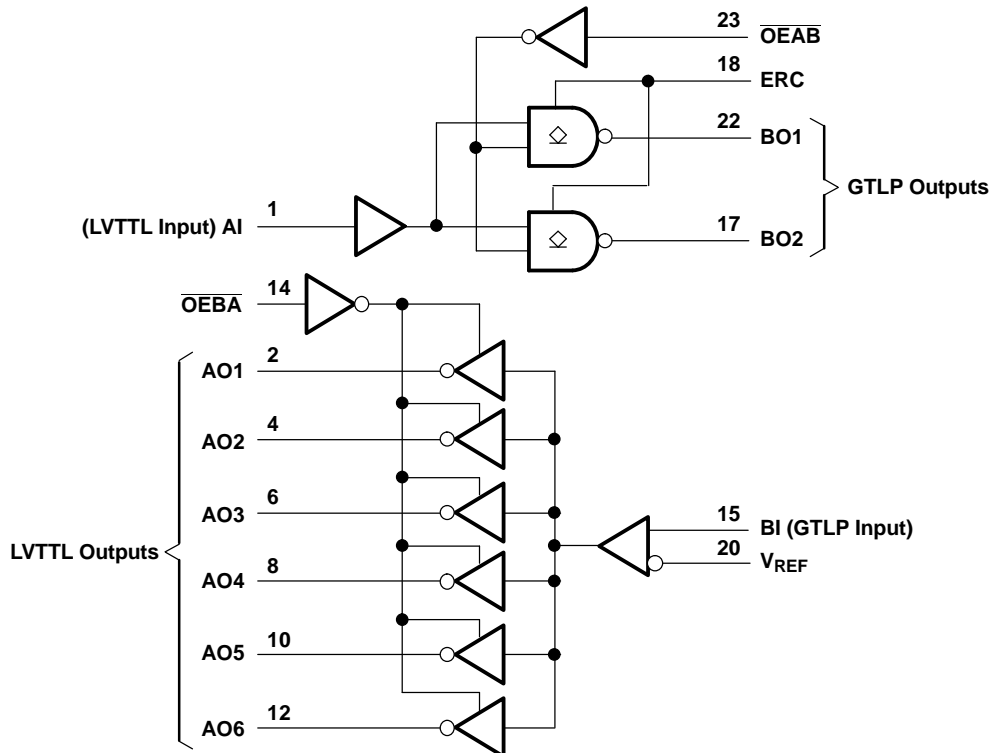 23 OEAB
18 ERC
22 BO1
GTLP Outputs
17 BO2
(LVTTL Input) AI 1
OEBA 14
AO1 2
AO2 4
AO3 6
LVTTL Outputs
AO4 8
AO5 10
AO6 12
15 BI (GTLP Input)
20 VREF